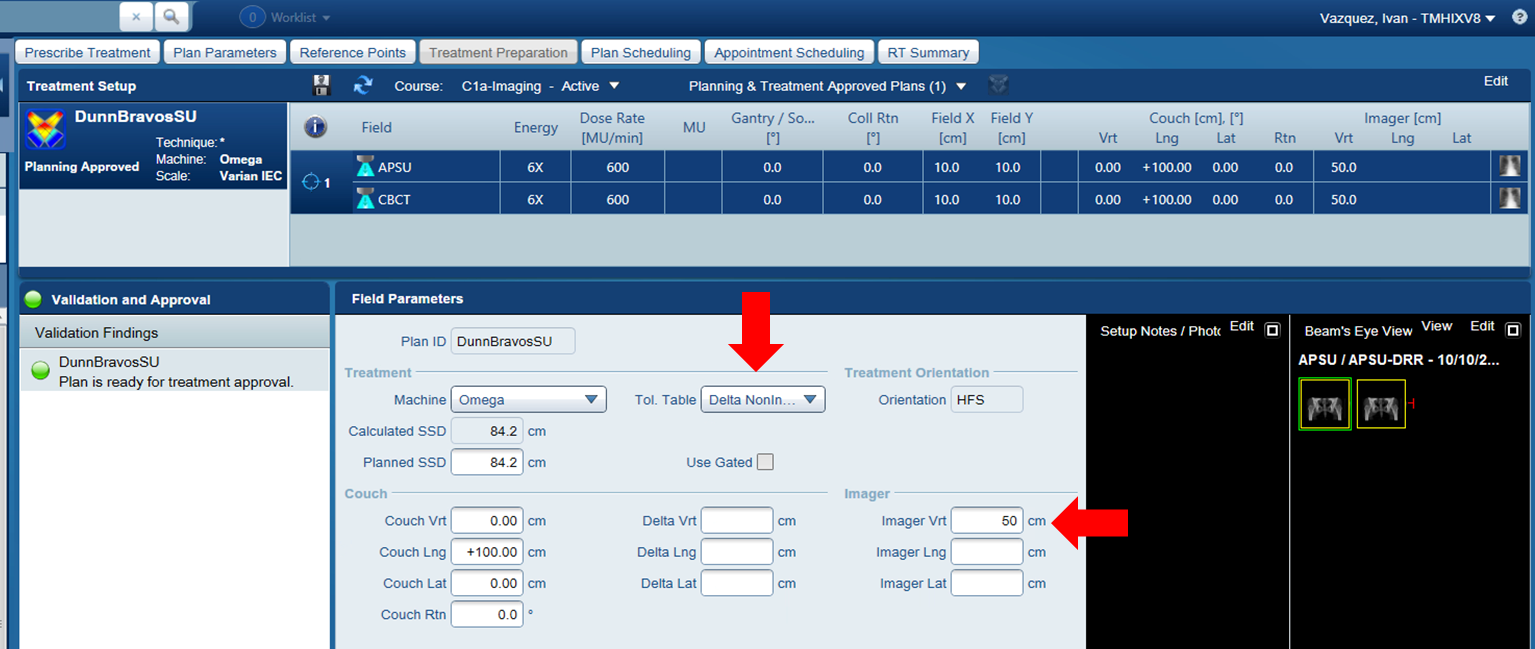 0 Worklist
Vazquez, Ivan - TMHIXV8
?
Prescribe Treatment
Plan Parameters
Reference Points
Treatment Preparation
Plan Scheduling
Appointment Scheduling
RT Summary
Treatment Setup
Course: C1a-Imaging - Active
Planning & Treatment Approved Plans (1)
Edit
DunnBravosSU
Technique: *
Planning Approved
Machine: Omega
Scale: Varian IEC
i Field Energy Dose Rate [MU/min] MU Gantry / So... [°] Coll Rtn [°] Field X [cm] Field Y [cm] Couch [cm], [°] Imager [cm]
Vrt Lng Lat Rtn Vrt Lng Lat
1
APSU 6X 600 0.0 0.0 10.0 10.0 0.00 +100.00 0.00 0.0 50.0
CBCT 6X 600 0.0 0.0 10.0 10.0 0.00 +100.00 0.00 0.0 50.0
Validation and Approval
Validation Findings
DunnBravosSU
Plan is ready for treatment approval.
Field Parameters
Plan ID DunnBravosSU
Treatment
Machine Omega
Tol. Table Delta NonIn...
Calculated SSD 84.2 cm
Planned SSD 84.2 cm
Use Gated
Treatment Orientation
Orientation HFS
Couch
Couch Vrt 0.00 cm
Delta Vrt cm
Couch Lng +100.00 cm
Delta Lng cm
Couch Lat 0.00 cm
Delta Lat cm
Couch Rtn 0.0 °
Imager
Imager Vrt 50 cm
Imager Lng cm
Imager Lat cm
Setup Notes / Photo Edit
Beam's Eye View View Edit
APSU / APSU-DRR - 10/10/2...